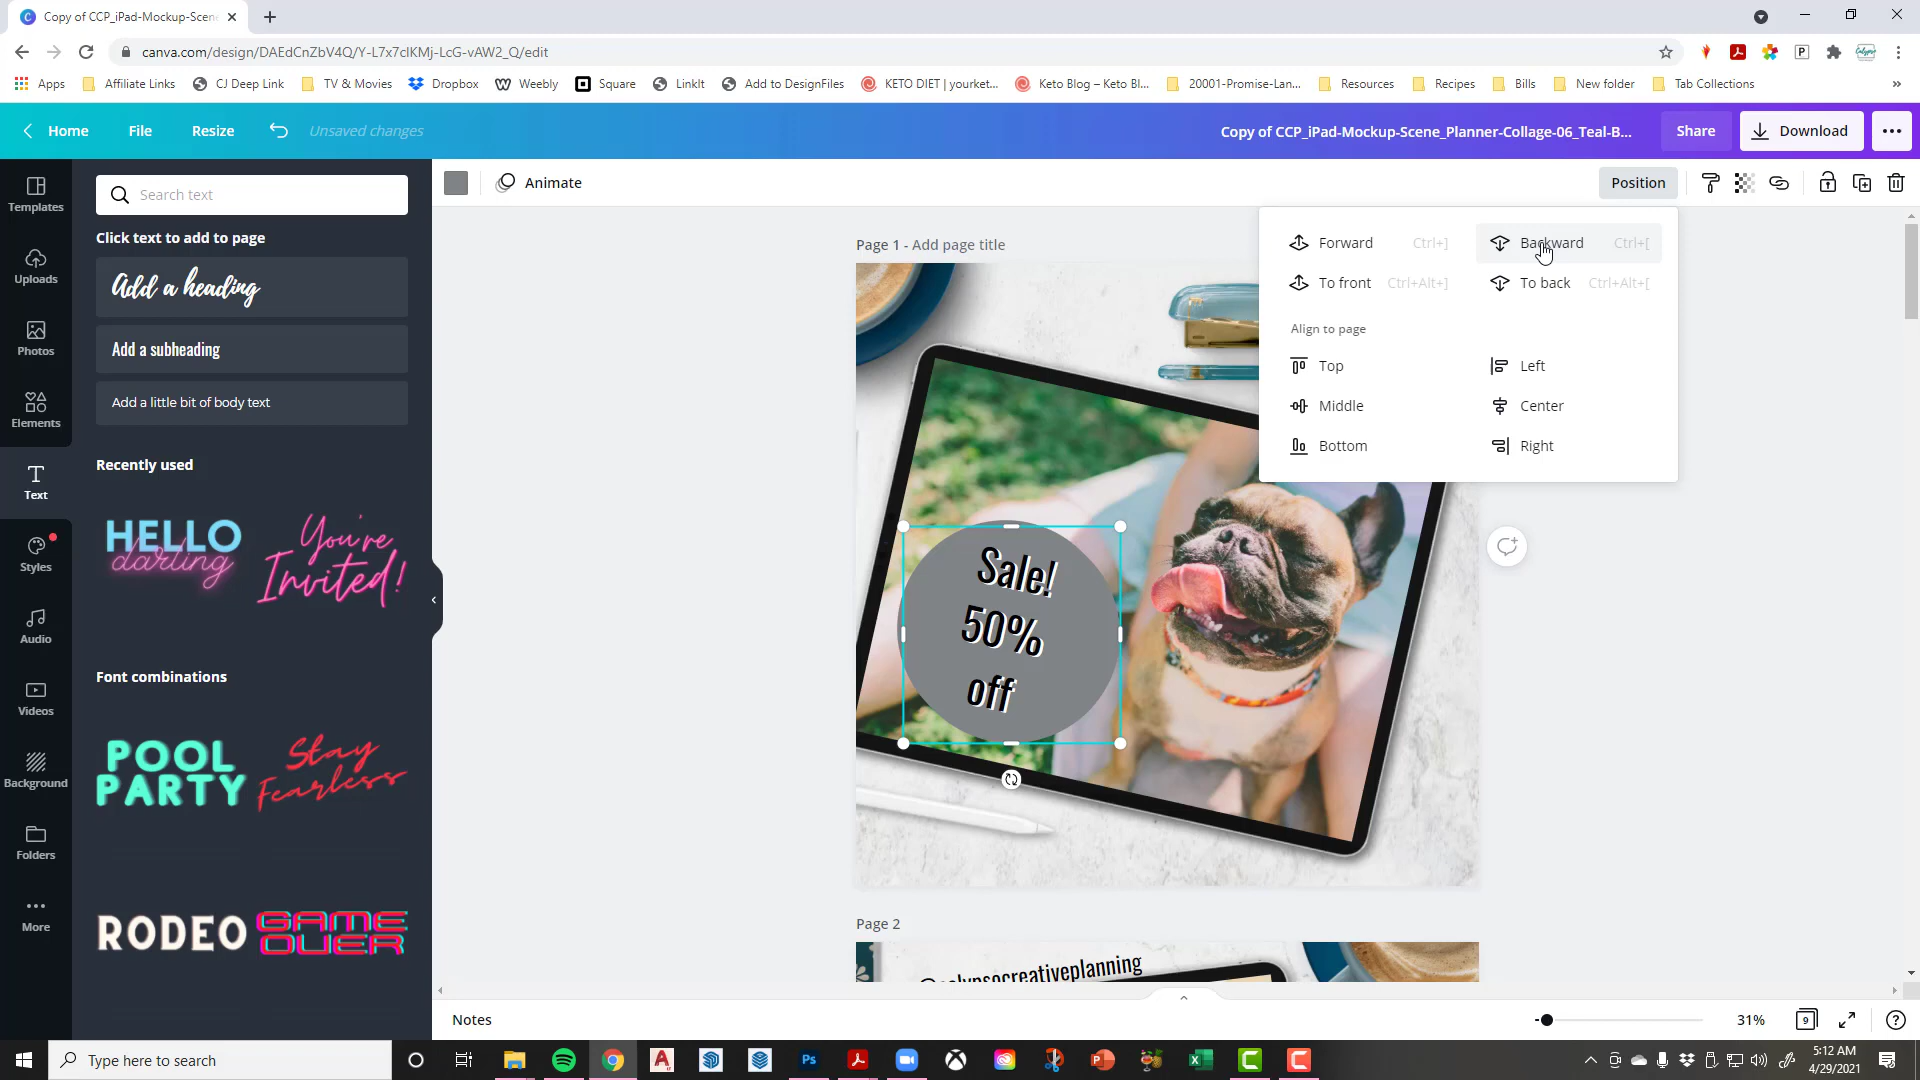 Copy of CCP_iPad-Mockup-Scene
canva.com/design/DAEdCnZbV4Q/Y-L7x7clKMj-LcG-vAW2_Q/edit
Apps Affiliate Links CJ Deep Link TV & Movies Dropbox Weebly Square LinkIt Add to DesignFiles KETO DIET | yourket... Keto Blog – Keto Bl... 20001-Promise-Lan... Resources Recipes Bills New folder Tab Collections »
Home File Resize Unsaved changes Copy of CCP_iPad-Mockup-Scene_Planner-Collage-06_Teal-B... Share Download
Templates
Uploads
Photos
Elements
Text
Styles
Audio
Videos
Background
Folders
More
Search text
Click text to add to page
Add a heading
Add a subheading
Add a little bit of body text
Recently used
HELLO
darling
You're
Invited!
Font combinations
POOL
PARTY
Stay
Fearless
RODEO
GAME
OVER
Animate
Position
Forward Ctrl+]
Backward Ctrl+[
To front Ctrl+Alt+]
To back Ctrl+Alt+[
Align to page
Top Left
Middle Center
Bottom Right
Page 1 - Add page title
Sale!
50%
off
Page 2
Notes
31%
9
Type here to search
Ps
5:12 AM
4/29/2021